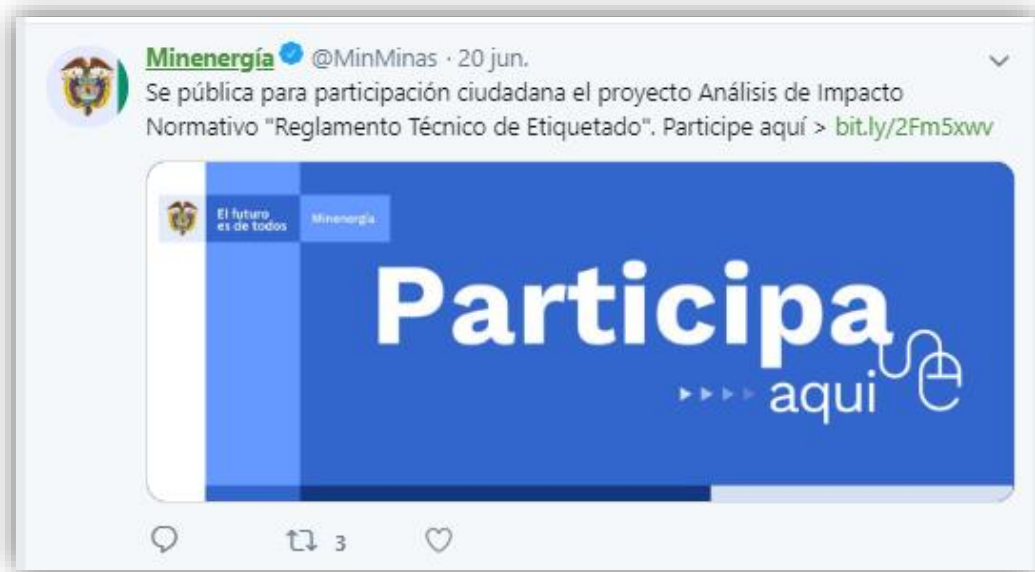 Minenergía @MinMinas · 20 jun.
Se pública para participación ciudadana el proyecto Análisis de Impacto
Normativo "Reglamento Técnico de Etiquetado". Participe aquí > bit.ly/2Fm5xwv
El futuro
es de todos
Minenergía
Participa
aqui
3